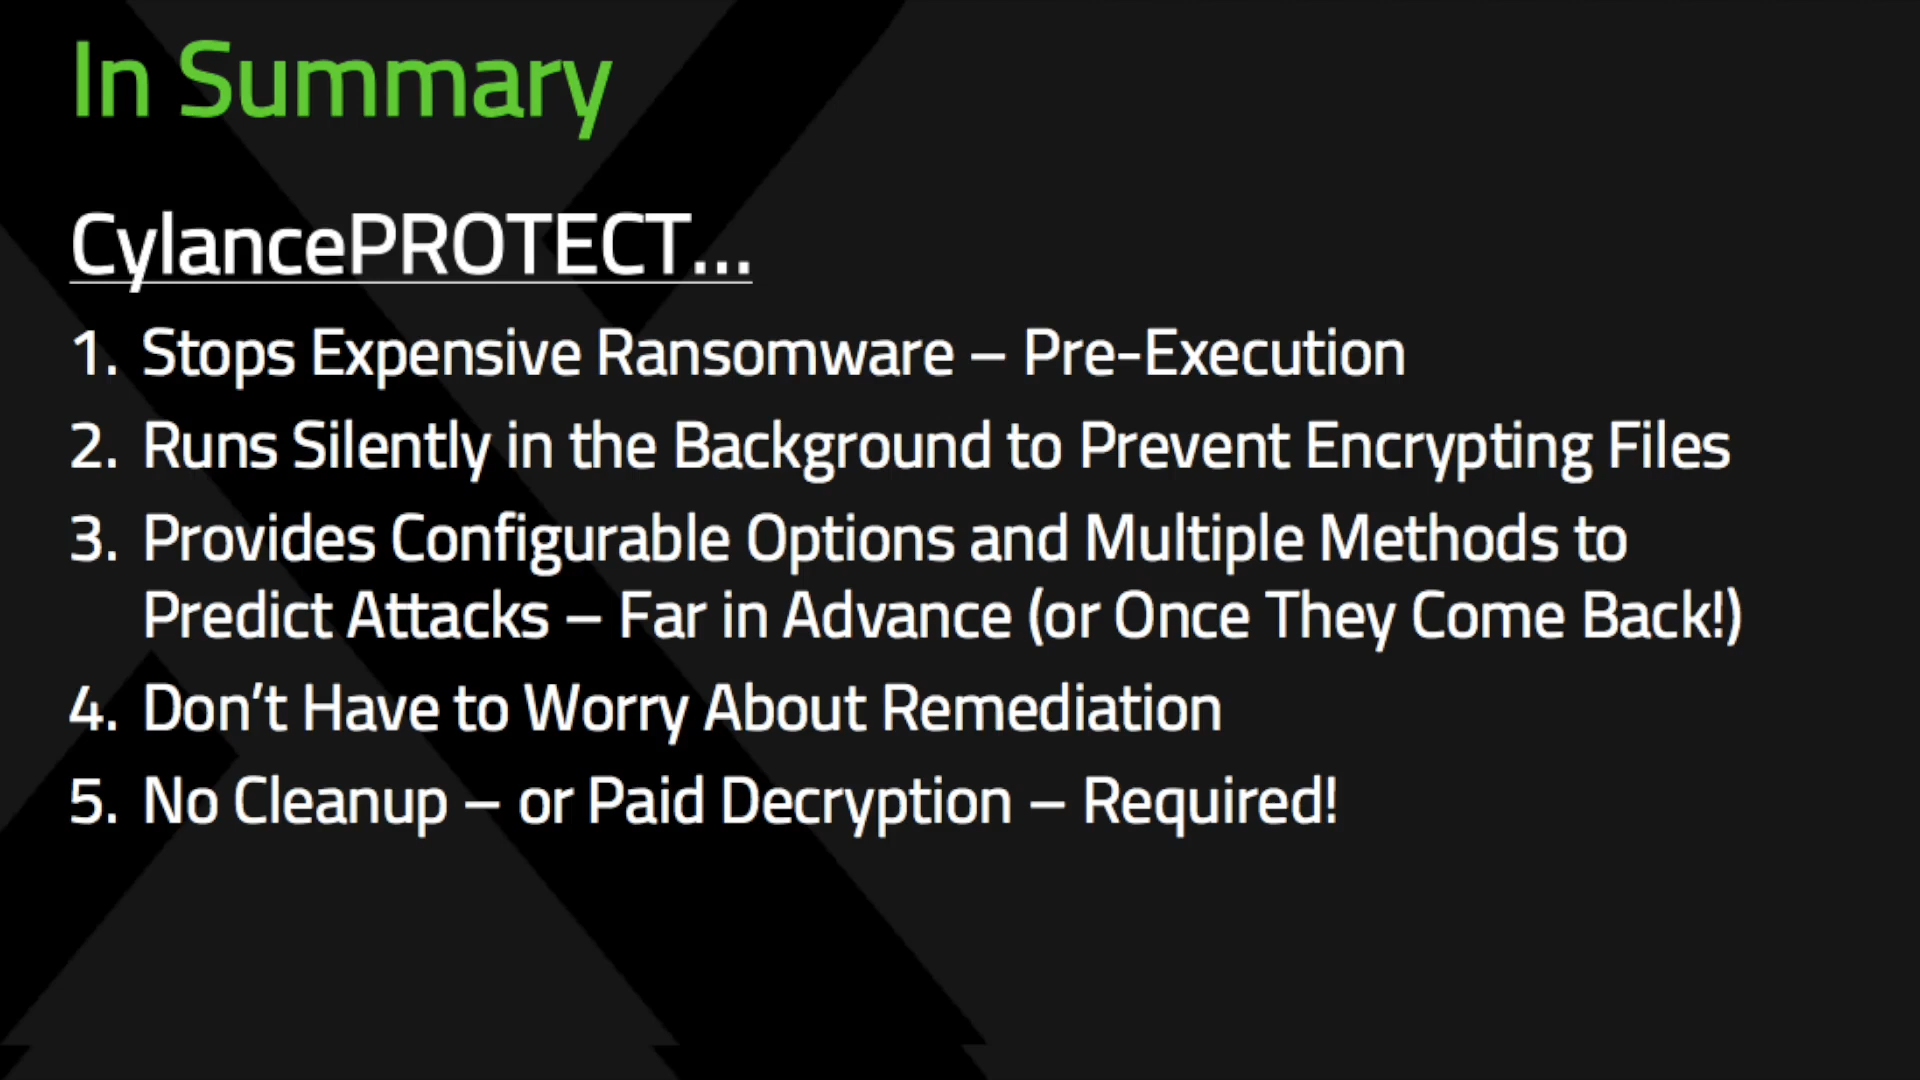 In Summary
CylancePROTECT...
1. Stops Expensive Ransomware – Pre-Execution
2. Runs Silently in the Background to Prevent Encrypting Files
3. Provides Configurable Options and Multiple Methods to
Predict Attacks – Far in Advance (or Once They Come Back!)
4. Don’t Have to Worry About Remediation
5. No Cleanup – or Paid Decryption – Required!